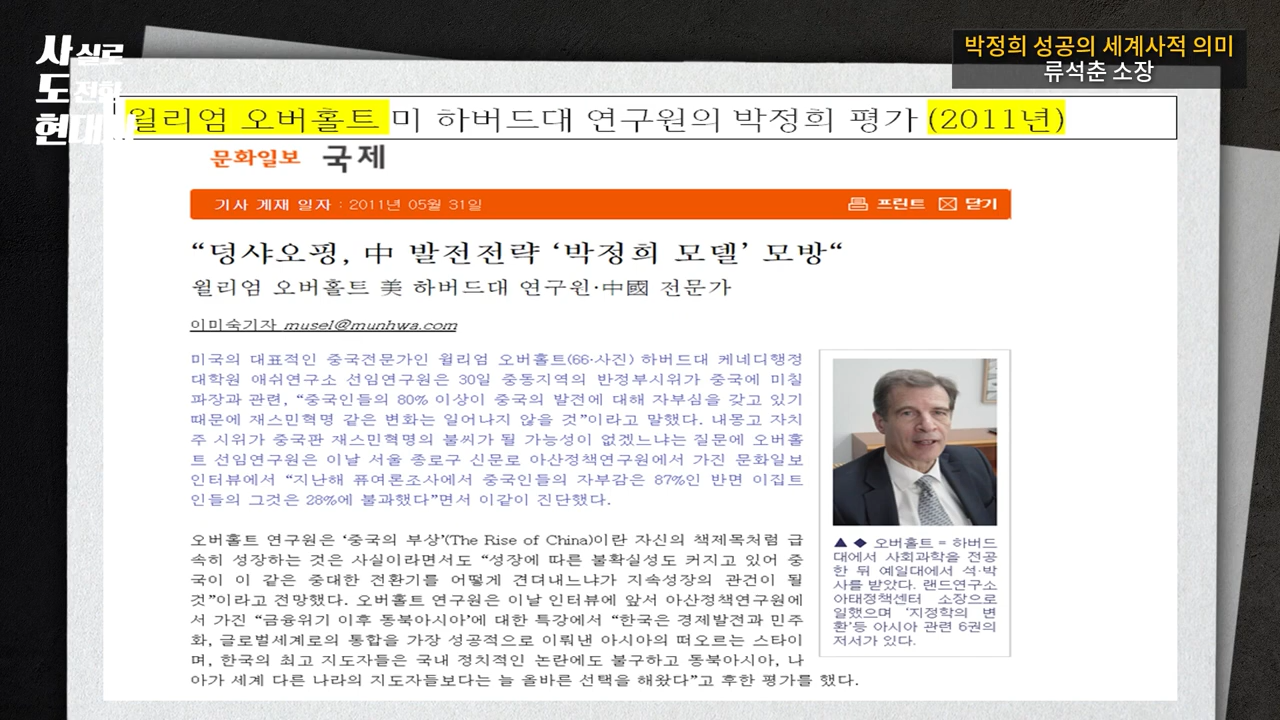 사실로
도전한
현대사
박정희 성공의 세계사적 의미
류석춘 소장
윌리엄 오버홀트 미 하버드대 연구원의 박정희 평가 (2011년)
문화일보 국제
기사 게재 일자 : 2011년 05월 31일
프린트 닫기
“덩샤오핑, 中 발전전략 ‘박정희 모델’ 모방“
윌리엄 오버홀트 美 하버드대 연구원·中國 전문가
이미숙기자 musel@munhwa.com
미국의 대표적인 중국전문가인 윌리엄 오버홀트(66·사진) 하버드대 케네디행정
대학원 애쉬연구소 선임연구원은 30일 중동지역의 반정부시위가 중국에 미칠
파장과 관련, “중국인들의 80% 이상이 중국의 발전에 대해 자부심을 갖고 있기
때문에 재스민혁명 같은 변화는 일어나지 않을 것”이라고 말했다. 내몽고 자치
주 시위가 중국판 재스민혁명의 불씨가 될 가능성이 없겠느냐는 질문에 오버홀
트 선임연구원은 이날 서울 종로구 신문로 아산정책연구원에서 가진 문화일보
인터뷰에서 “지난해 퓨여론조사에서 중국인들의 자부감은 87%인 반면 이집트
인들의 그것은 28%에 불과했다”면서 이같이 진단했다.
오버홀트 연구원은 ‘중국의 부상’(The Rise of China)이란 자신의 책제목처럼 급
속히 성장하는 것은 사실이라면서도 “성장에 따른 불확실성도 커지고 있어 중
국이 이 같은 중대한 전환기를 어떻게 견뎌내느냐가 지속성장의 관건이 될
것”이라고 전망했다. 오버홀트 연구원은 이날 인터뷰에 앞서 아산정책연구원에
서 가진 “금융위기 이후 동북아시아’에 대한 특강에서 “한국은 경제발전과 민주
화, 글로벌세계로의 통합을 가장 성공적으로 이뤄낸 아시아의 떠오르는 스타이
며, 한국의 최고 지도자들은 국내 정치적인 논란에도 불구하고 동북아시아, 나
아가 세계 다른 나라의 지도자들보다는 늘 올바른 선택을 해왔다”고 후한 평가를 했다.
▲ ◆ 오버홀트 = 하버드
대에서 사회과학을 전공
한 뒤 예일대에서 석·박
사를 받았다. 랜드연구소
아태정책센터 소장으로
일했으며 ‘지정학의 변
환’등 아시아 관련 6권의
저서가 있다.